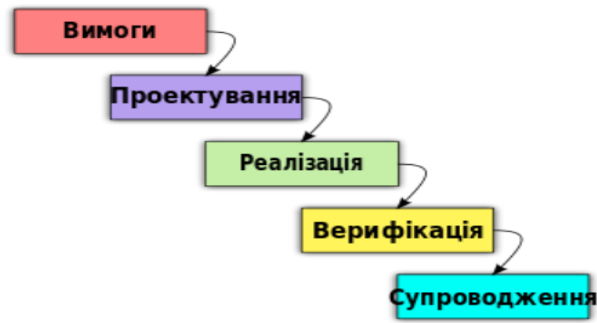 Вимоги
Проектування
Реалізація
Верифікація
Супроводження